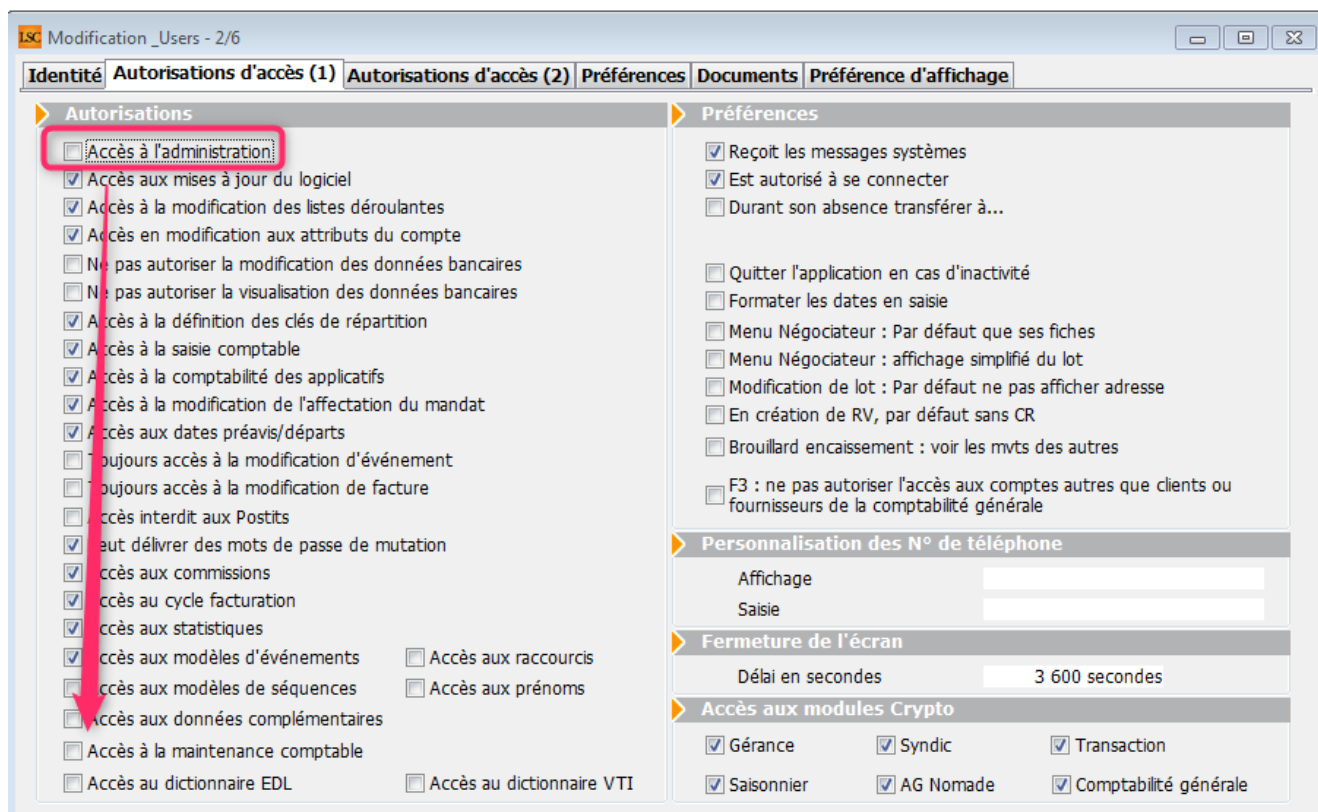 LSC Modification _Users - 2/6
Identité Autorisations d'accès (1) Autorisations d'accès (2) Préférences Documents Préférence d'affichage
Autorisations
Accès à l'administration
Accès aux mises à jour du logiciel
Accès à la modification des listes déroulantes
Accès en modification aux attributs du compte
Ne pas autoriser la modification des données bancaires
Ne pas autoriser la visualisation des données bancaires
Accès à la définition des clés de répartition
Accès à la saisie comptable
Accès à la comptabilité des applicatifs
Accès à la modification de l'affectation du mandat
Accès aux dates préavis/départs
Toujours accès à la modification d'événement
Toujours accès à la modification de facture
Accès interdit aux Postits
Peut délivrer des mots de passe de mutation
Accès aux commissions
Accès au cycle facturation
Accès aux statistiques
Accès aux modèles d'événements Accès aux raccourcis
Accès aux modèles de séquences Accès aux prénoms
Accès aux données complémentaires
Accès à la maintenance comptable
Accès au dictionnaire EDL Accès au dictionnaire VTI
Préférences
Reçoit les messages systèmes
Est autorisé à se connecter
Durant son absence transférer à...
Quitter l'application en cas d'inactivité
Formater les dates en saisie
Menu Négociateur : Par défaut que ses fiches
Menu Négociateur : affichage simplifié du lot
Modification de lot : Par défaut ne pas afficher adresse
En création de RV, par défaut sans CR
Brouillard encaissement : voir les mvts des autres
F3 : ne pas autoriser l'accès aux comptes autres que clients ou
fournisseurs de la comptabilité générale
Personnalisation des N° de téléphone
Affichage
Saisie
Fermeture de l'écran
Délai en secondes 3 600 secondes
Accès aux modules Crypto
Gérance Syndic Transaction
Saisonnier AG Nomade Comptabilité générale